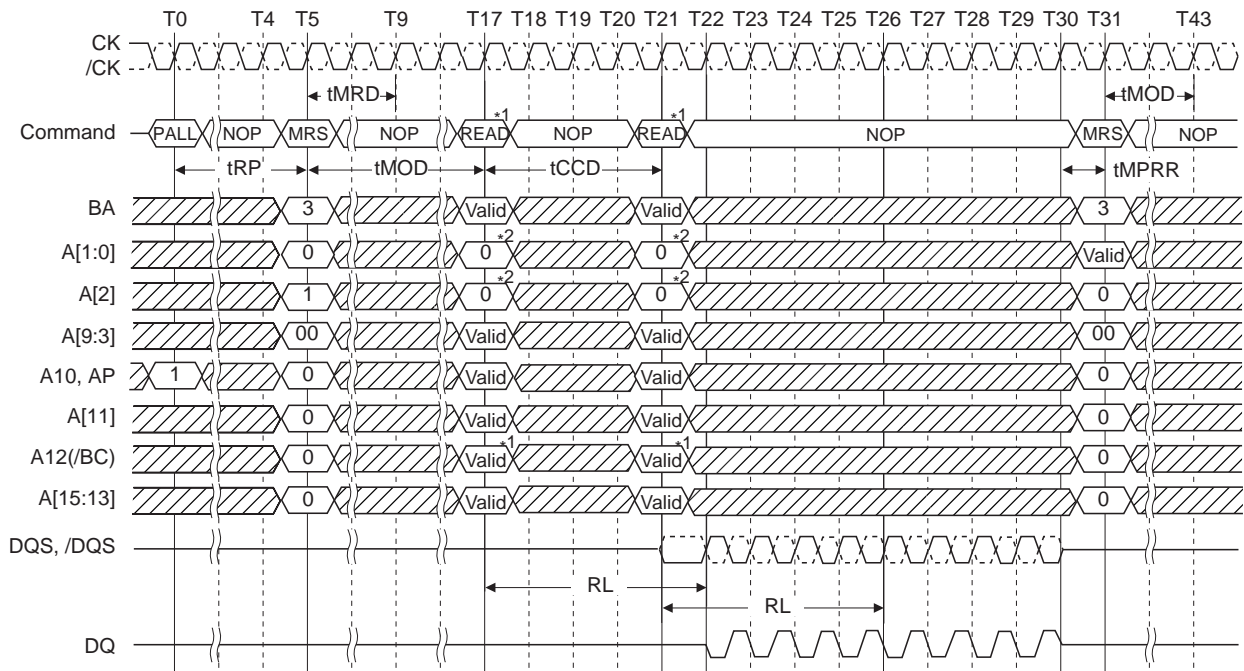 T0 T4 T5 T9 T17 T18 T19 T20 T21 T22 T23 T24 T25 T26 T27 T28 T29 T30 T31 T43
CK
/CK
tMRD tMOD
Command PALL NOP MRS NOP READ *1 NOP READ *1 NOP MRS NOP
tRP tMOD tCCD tMPRR
BA 3 Valid Valid 3
A[1:0] 0 0 *2 0 *2 Valid
A[2] 1 0 *2 0 *2 0
A[9:3] 00 Valid Valid 00
A10, AP 1 0 Valid Valid 0
A[11] 0 Valid Valid 0
A12(/BC) 0 Valid *1 Valid *1 0
A[15:13] 0 Valid Valid 0
DQS, /DQS
RL
RL
DQ